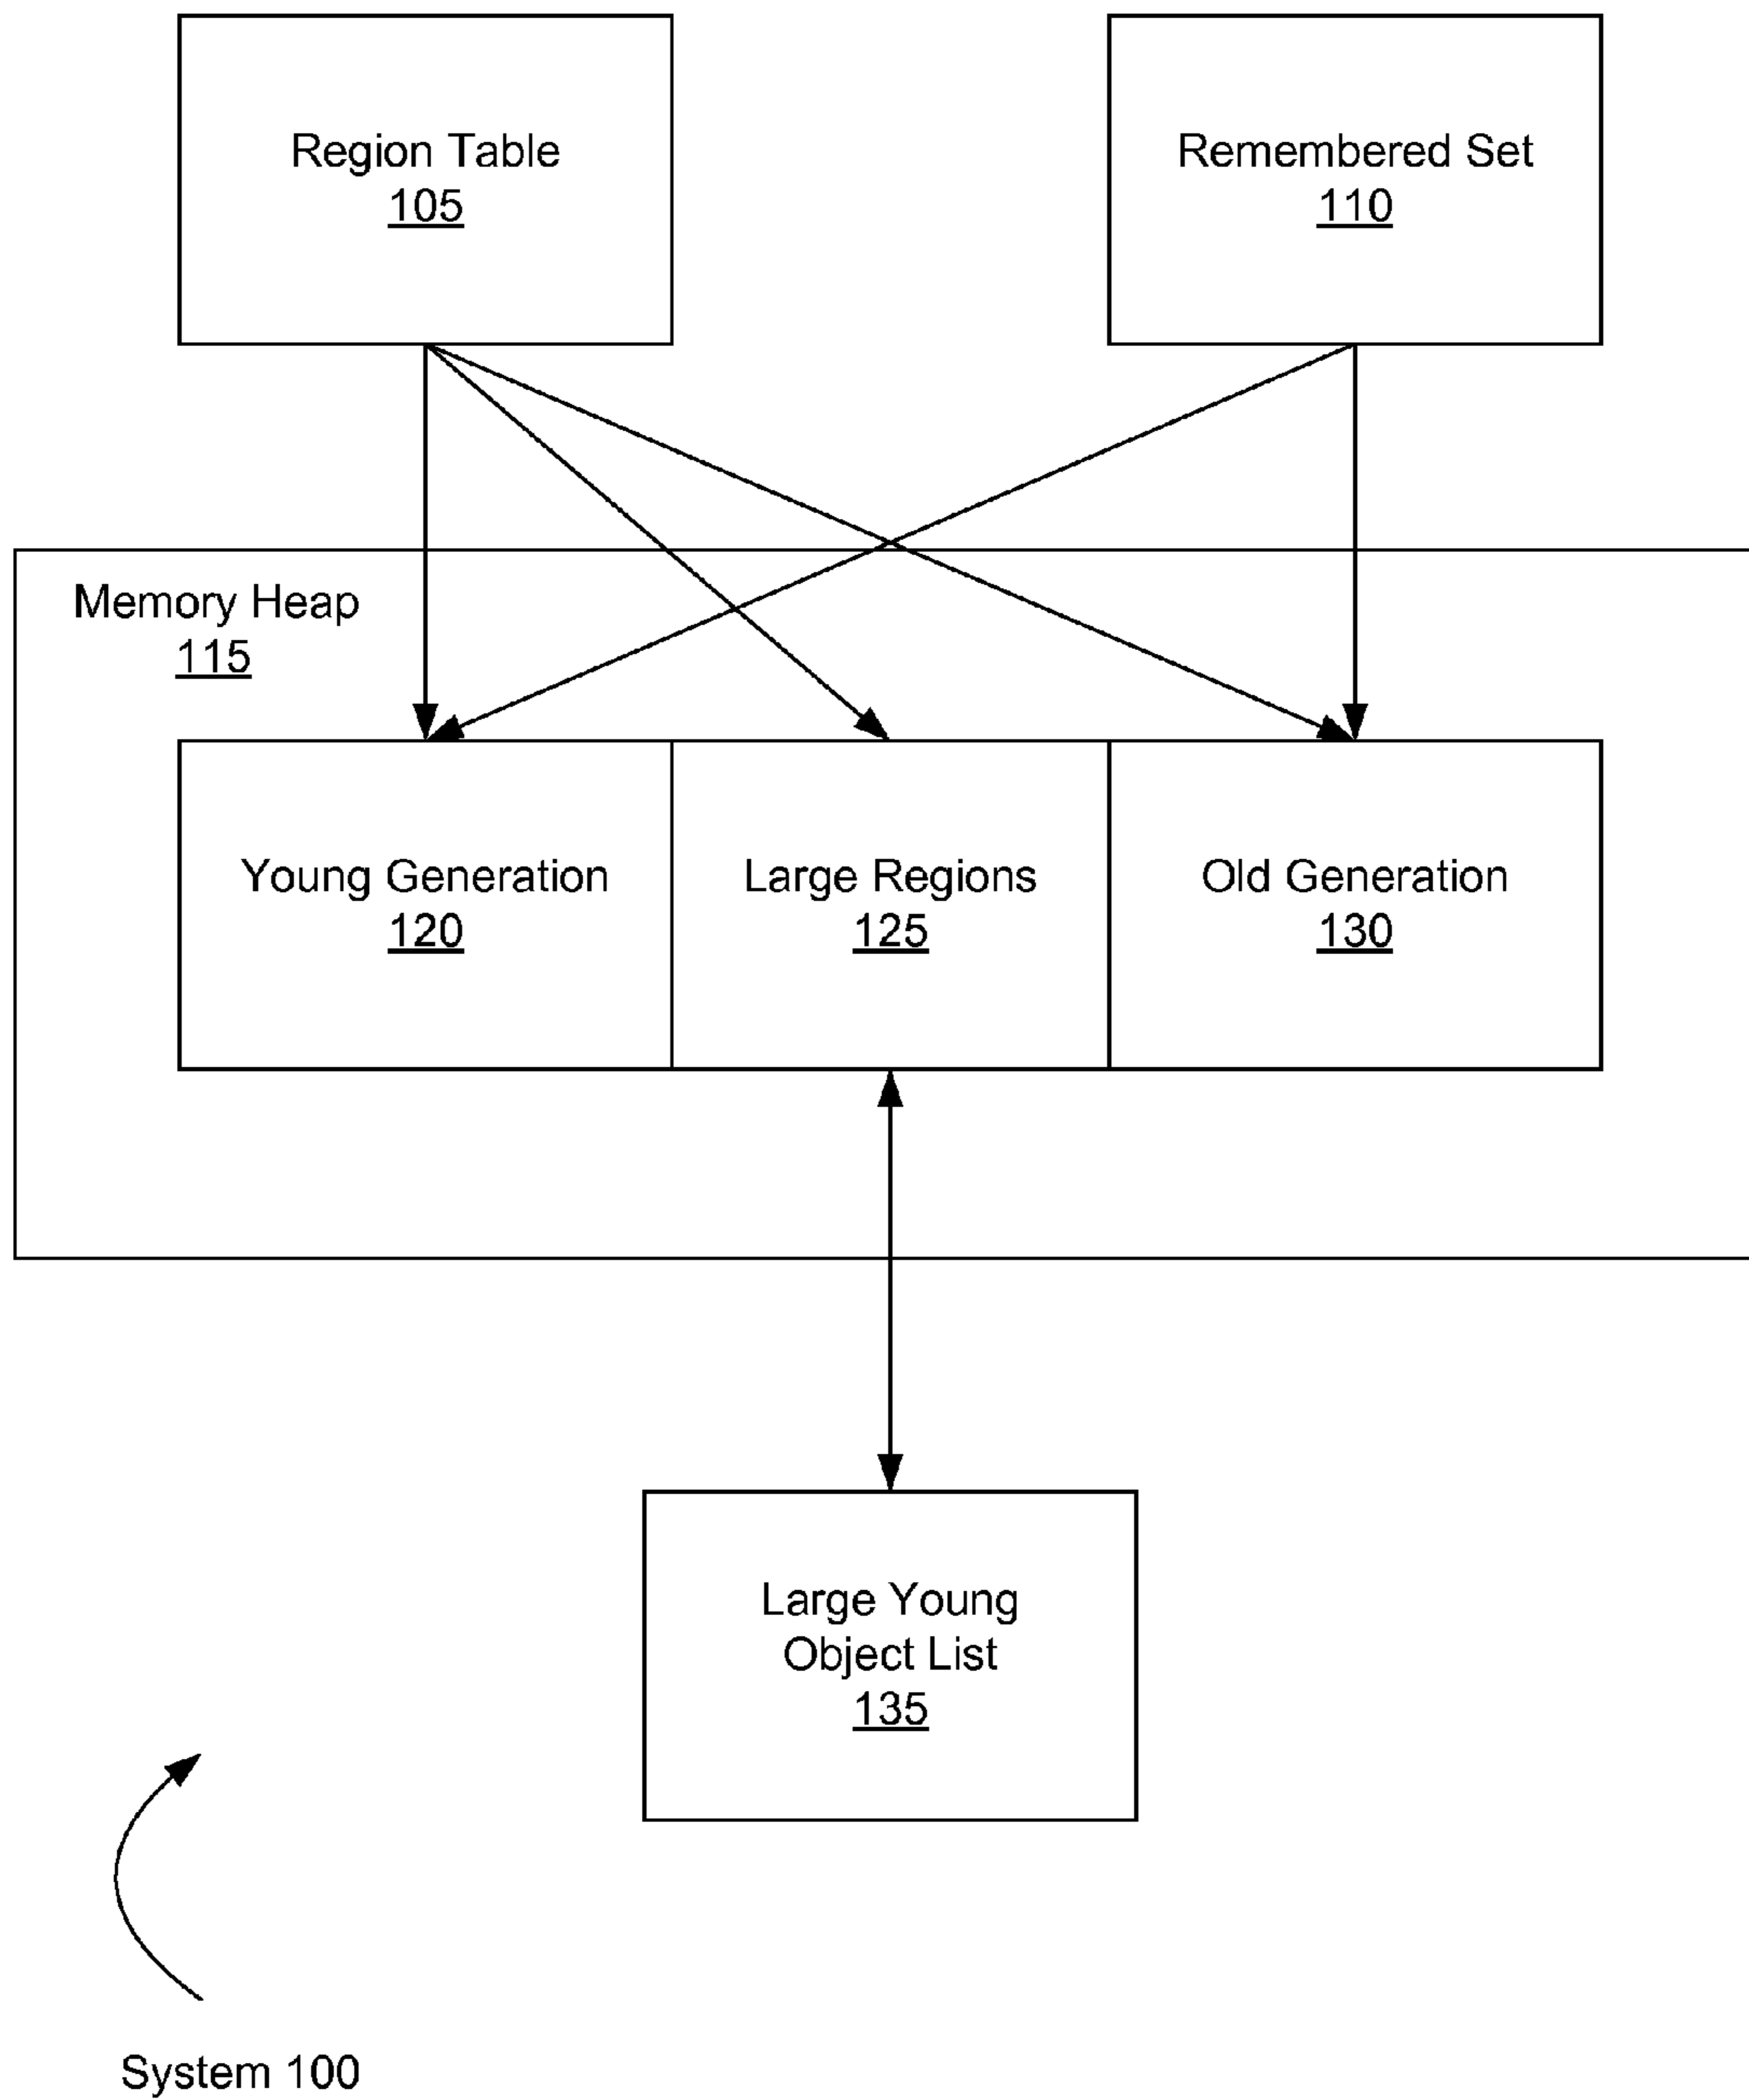 Region Table
105
Remembered Set
110
Memory Heap
115
Young Generation
120
Large Regions
125
Old Generation
130
Large Young
Object List
135
System 100